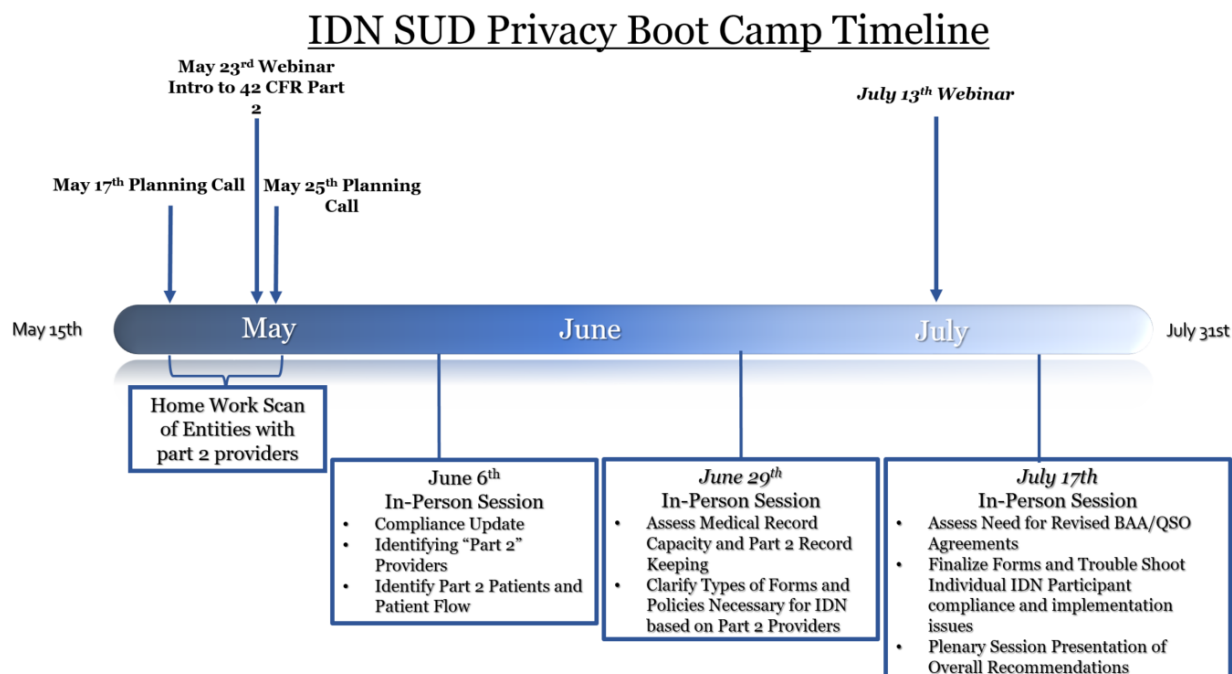 IDN SUD Privacy Boot Camp Timeline
May 23rd Webinar
Intro to 42 CFR Part
2
July 13th Webinar
May 17th Planning Call
May 25th Planning
Call
May 15th
May
June
July
July 31st
Home Work Scan
of Entities with
part 2 providers
June 6th
In-Person Session
• Compliance Update
• Identifying “Part 2”
Providers
• Identify Part 2 Patients and
Patient Flow
June 29th
In-Person Session
• Assess Medical Record
Capacity and Part 2 Record
Keeping
• Clarify Types of Forms and
Policies Necessary for IDN
based on Part 2 Providers
July 17th
In-Person Session
• Assess Need for Revised BAA/QSO
Agreements
• Finalize Forms and Trouble Shoot
Individual IDN Participant
compliance and implementation
issues
• Plenary Session Presentation of
Overall Recommendations